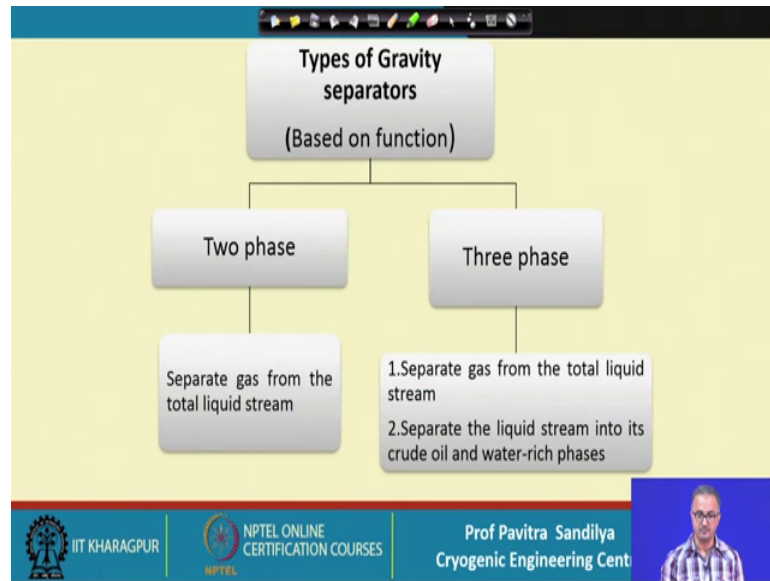 Types of Gravity
separators
(Based on function)
Two phase
Three phase
Separate gas from the
total liquid stream
1.Separate gas from the total liquid
stream
2.Separate the liquid stream into its
crude oil and water-rich phases
IIT KHARAGPUR
NPTEL
NPTEL ONLINE
CERTIFICATION COURSES
Prof Pavitra Sandilya
Cryogenic Engineering